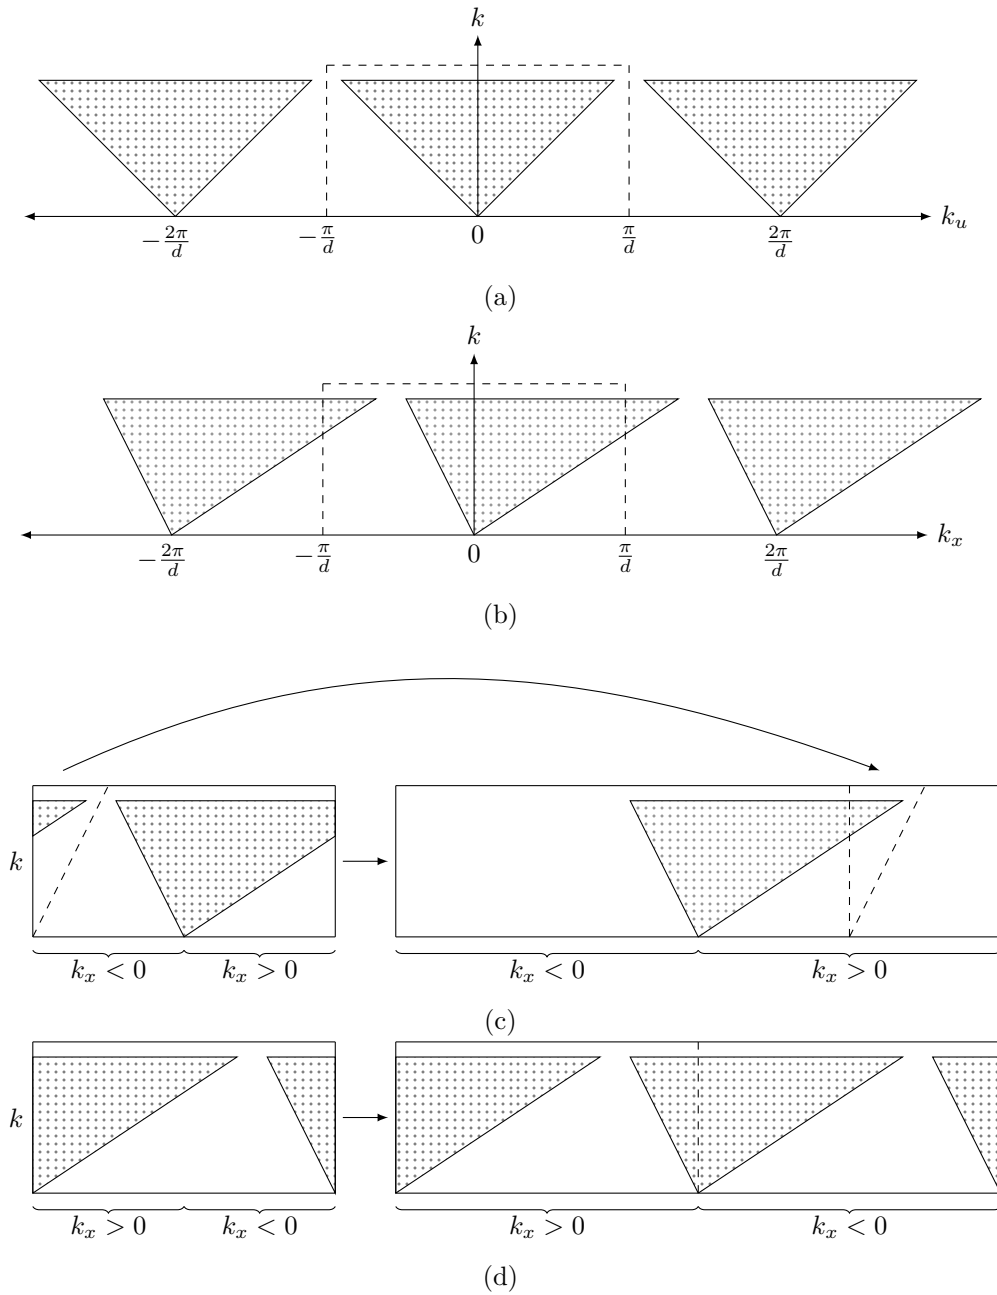 k
k_u
−2π/d −π/d 0 π/d 2π/d
(a)
k
k_x
−2π/d −π/d 0 π/d 2π/d
(b)
k
k_x < 0 k_x > 0 k_x < 0 k_x > 0
(c)
k
k_x > 0 k_x < 0 k_x > 0 k_x < 0
(d)